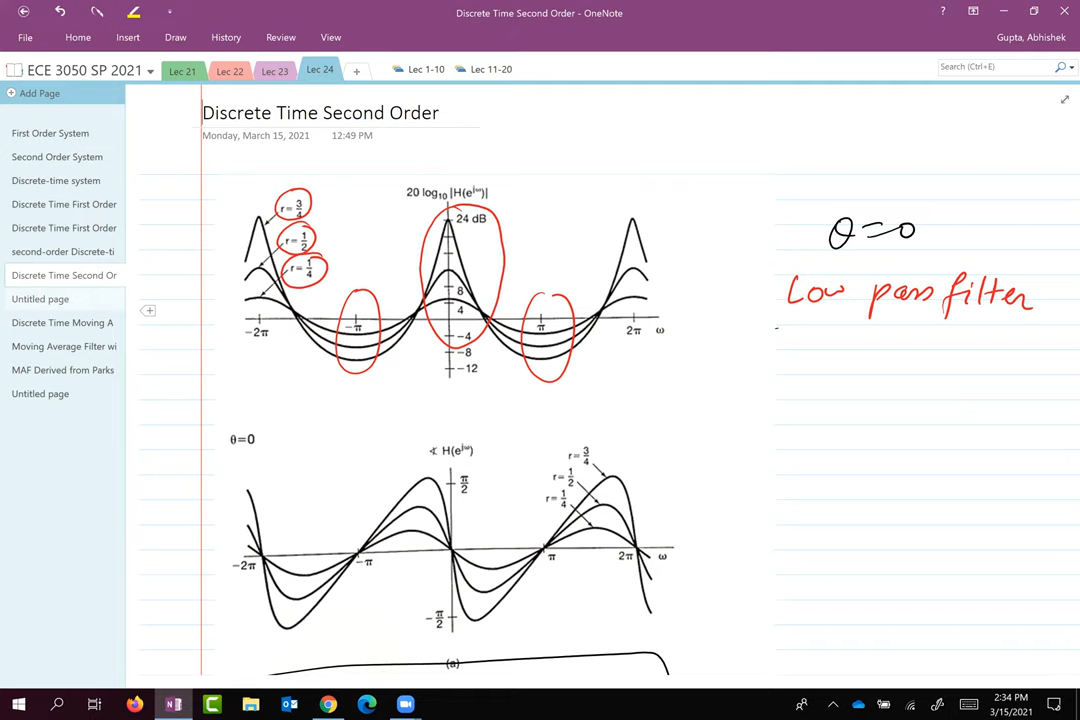 Discrete Time Second Order - OneNote
File Home Insert Draw History Review View
Gupta, Abhishek
ECE 3050 SP 2021
Lec 21 Lec 22 Lec 23 Lec 24 Lec 1-10 Lec 11-20
Search (Ctrl+E)
Add Page
First Order System
Second Order System
Discrete-time system
Discrete Time First Order
Discrete Time First Order
second-order Discrete-ti
Discrete Time Second Or
Untitled page
Discrete Time Moving A
Moving Average Filter wi
MAF Derived from Parks
Untitled page
Discrete Time Second Order
Monday, March 15, 2021 12:49 PM
20 log₁₀ |H(e^{jω})|
r= 3/4
r= 1/2
r= 1/4
24 dB
8
4
-2π -π π 2π ω
-4
-8
-12
θ=0
Low pass filter
θ=0
∢ H(e^{jω})
r= 3/4
r= 1/2
r= 1/4
π/2
-2π -π π 2π ω
-π/2
(a)
2:34 PM
3/15/2021